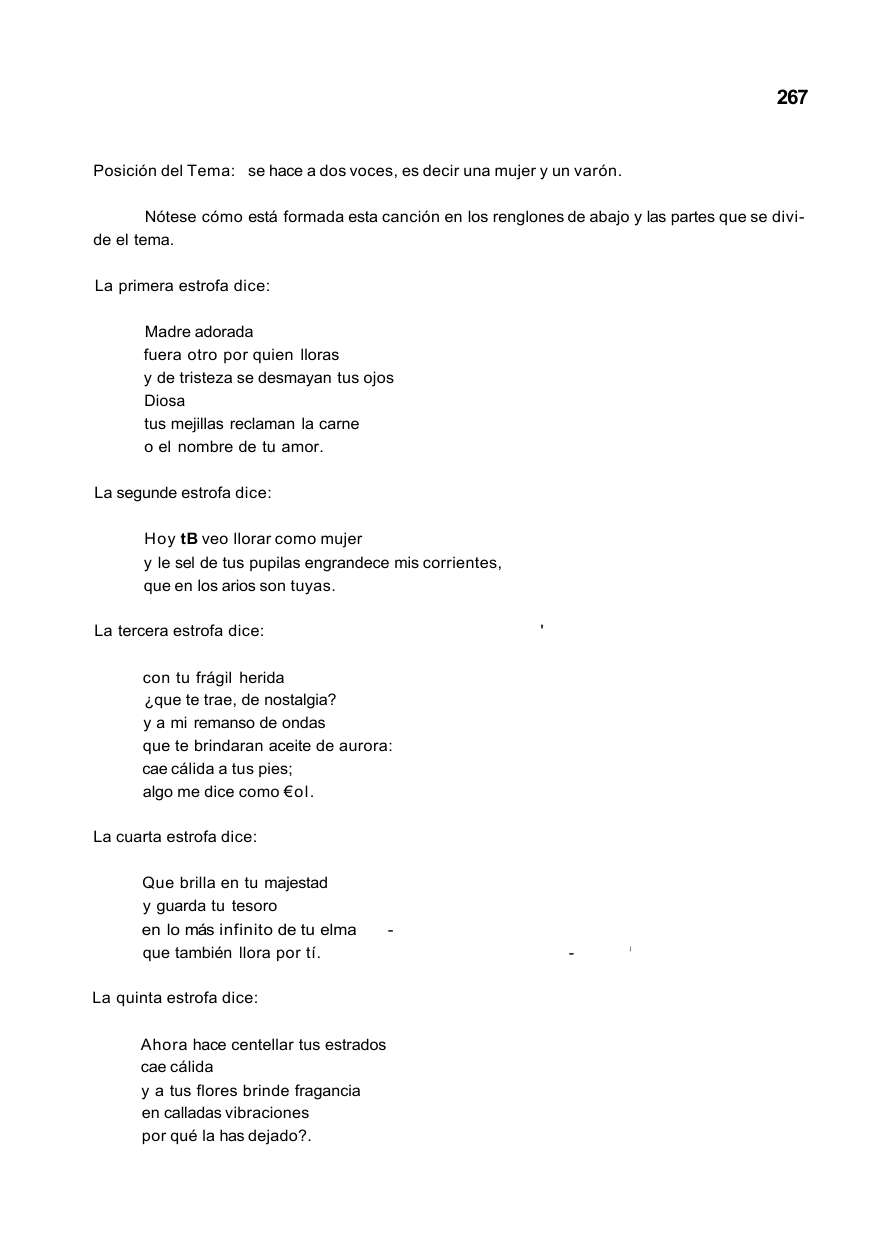 267
Posición del Tema: se hace a dos voces, es decir una mujer y un varón.
Nótese cómo está formada esta canción en los renglones de abajo y las partes que se divi-
de el tema.
La primera estrofa dice:
Madre adorada
fuera otro por quien lloras
y de tristeza se desmayan tus ojos
Diosa
tus mejillas reclaman la carne
o el nombre de tu amor.
La segunde estrofa dice:
Hoy tB veo llorar como mujer
y le sel de tus pupilas engrandece mis corrientes,
que en los arios son tuyas.
La tercera estrofa dice: '
con tu frágil herida
¿que te trae, de nostalgia?
y a mi remanso de ondas
que te brindaran aceite de aurora:
cae cálida a tus pies;
algo me dice como €ol.
La cuarta estrofa dice:
Que brilla en tu majestad
y guarda tu tesoro
en lo más infinito de tu elma -
que también llora por tí. - '
La quinta estrofa dice:
Ahora hace centellar tus estrados
cae cálida
y a tus flores brinde fragancia
en calladas vibraciones
por qué la has dejado?.